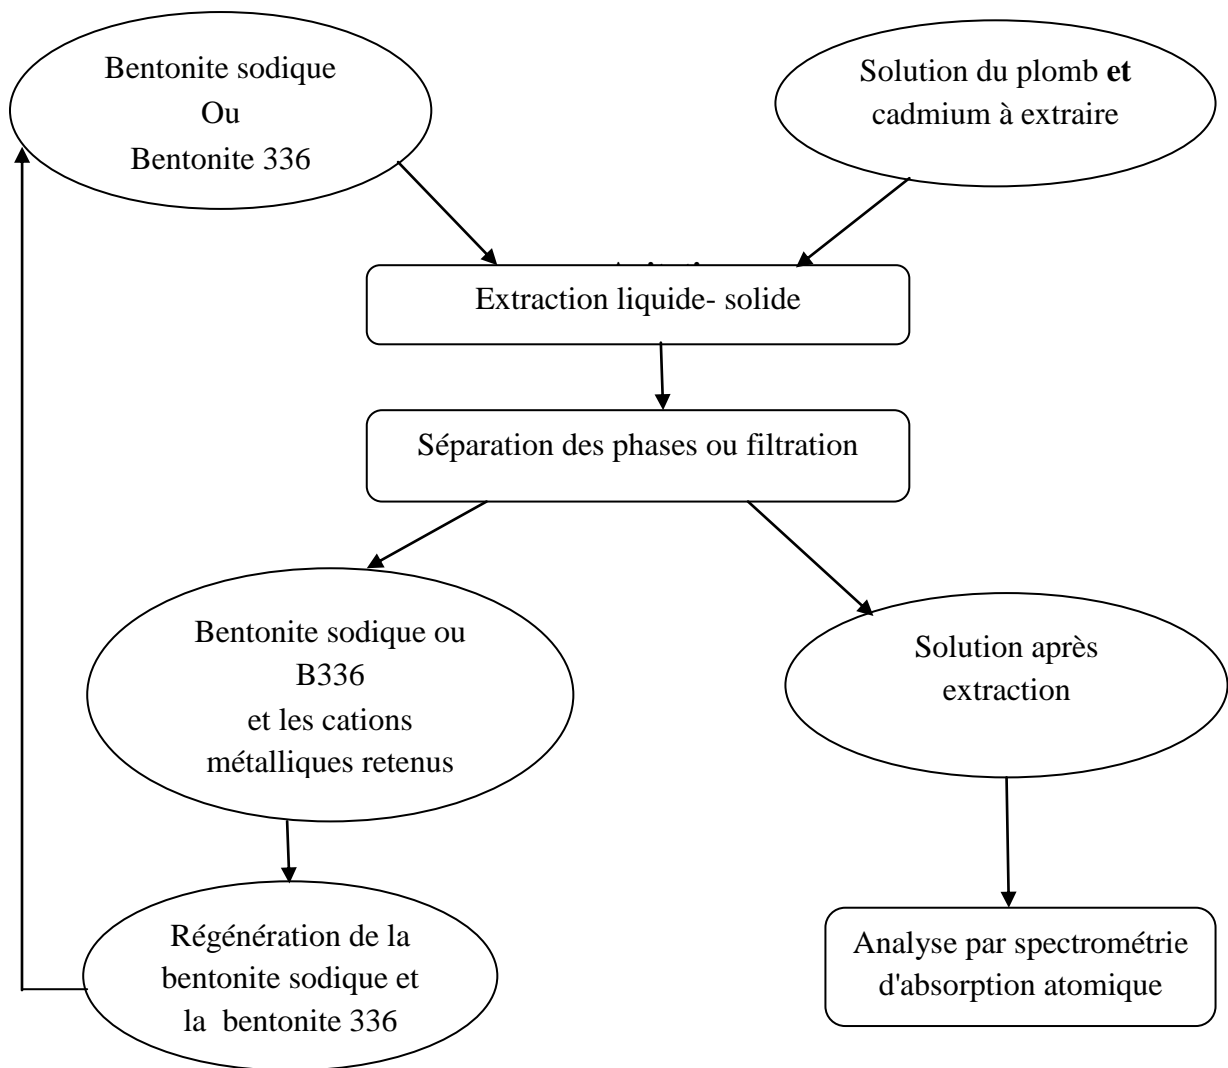 Bentonite sodique
Ou
Bentonite 336
Solution du plomb et
cadmium à extraire
Extraction liquide- solide
Séparation des phases ou filtration
Bentonite sodique ou
B336
et les cations
métalliques retenus
Solution après
extraction
Régénération de la
bentonite sodique et
la bentonite 336
Analyse par spectrométrie
d'absorption atomique